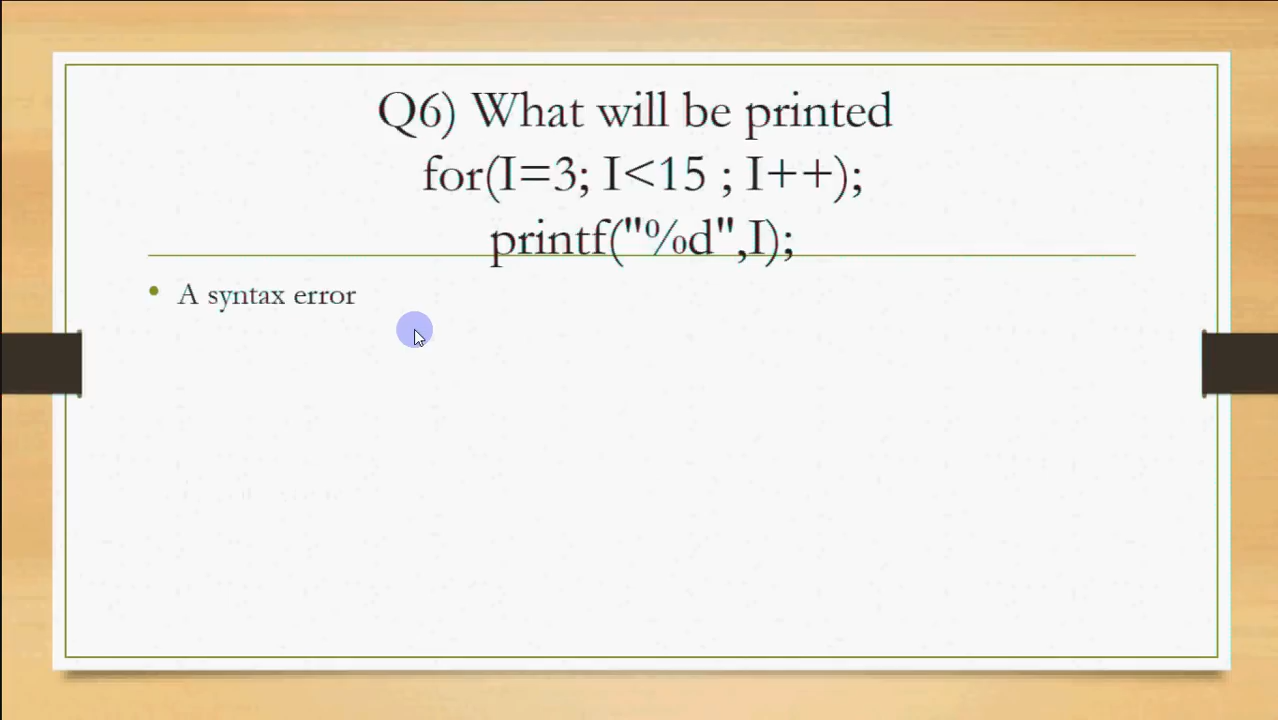 Q6) What will be printed
for(I=3; I<15 ; I++);
printf("%d",I);
• A syntax error